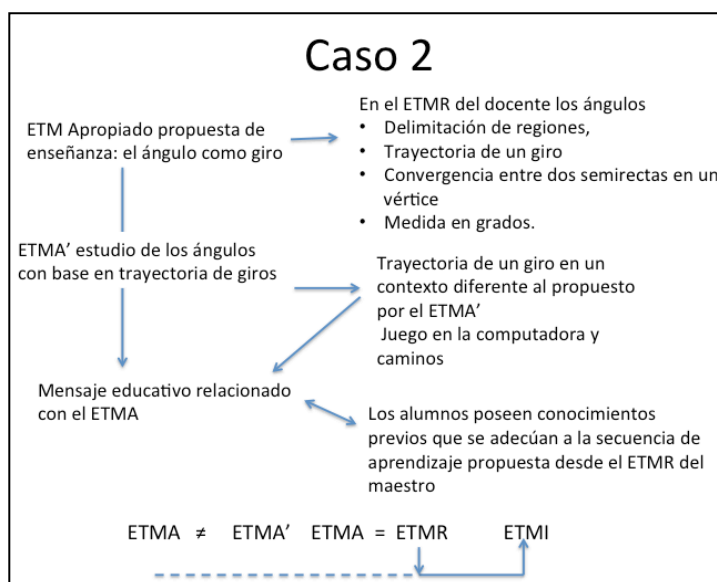 Caso 2
ETM Apropiado propuesta de
enseñanza: el ángulo como giro
En el ETMR del docente los ángulos
• Delimitación de regiones,
• Trayectoria de un giro
• Convergencia entre dos semirectas en un
vértice
• Medida en grados.
ETMA’ estudio de los ángulos
con base en trayectoria de giros
Trayectoria de un giro en un
contexto diferente al propuesto
por el ETMA’
Juego en la computadora y
caminos
Mensaje educativo relacionado
con el ETMA
Los alumnos poseen conocimientos
previos que se adecúan a la secuencia de
aprendizaje propuesta desde el ETMR del
maestro
ETMA ≠ ETMA’ ETMA = ETMR ETMI